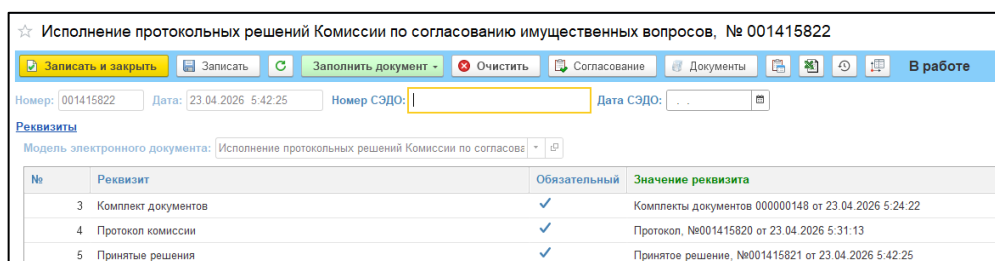 Исполнение протокольных решений Комиссии по согласованию имущественных вопросов, № 001415822
Записать и закрыть Записать Заполнить документ Очистить Согласование Документы В работе
Номер: 001415822 Дата: 23.04.2026 5:42:25 Номер СЭДО: Дата СЭДО: . .
Реквизиты
Модель электронного документа: Исполнение протокольных решений Комиссии по согласова
№ Реквизит Обязательный Значение реквизита
3 Комплект документов Комплекты документов 000000148 от 23.04.2026 5:24:22
4 Протокол комиссии Протокол, №001415820 от 23.04.2026 5:31:13
5 Принятые решения Принятое решение, №001415821 от 23.04.2026 5:42:25